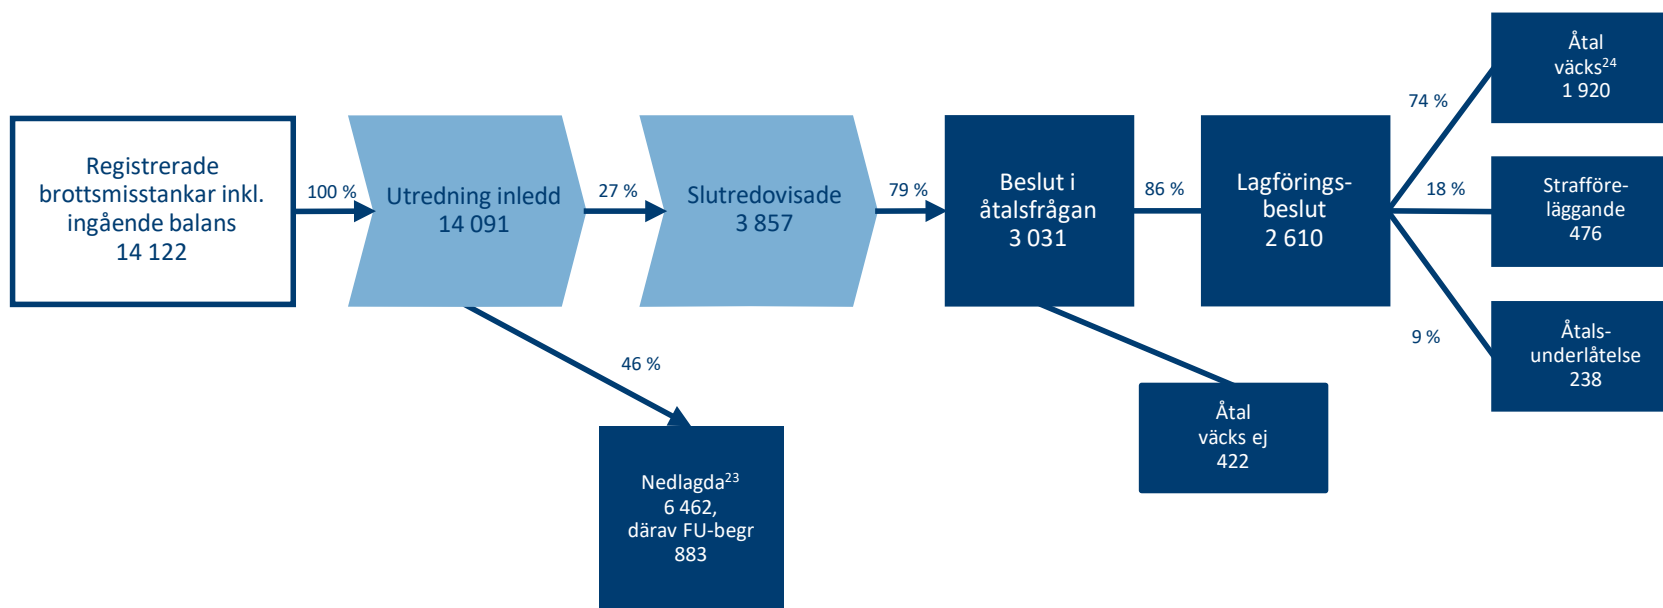 Registrerade
brottsmisstankar inkl.
ingående balans
14 122
100 %
Utredning inledd
14 091
27 %
Slutredovisade
3 857
79 %
Beslut i
åtalsfrågan
3 031
86 %
Lagförings-
beslut
2 610
74 %
Åtal
väcks24
1 920
18 %
Straffföre-
läggande
476
9 %
Åtals-
underlåtelse
238
46 %
Nedlagda23
6 462,
därav FU-begr
883
Åtal
väcks ej
422